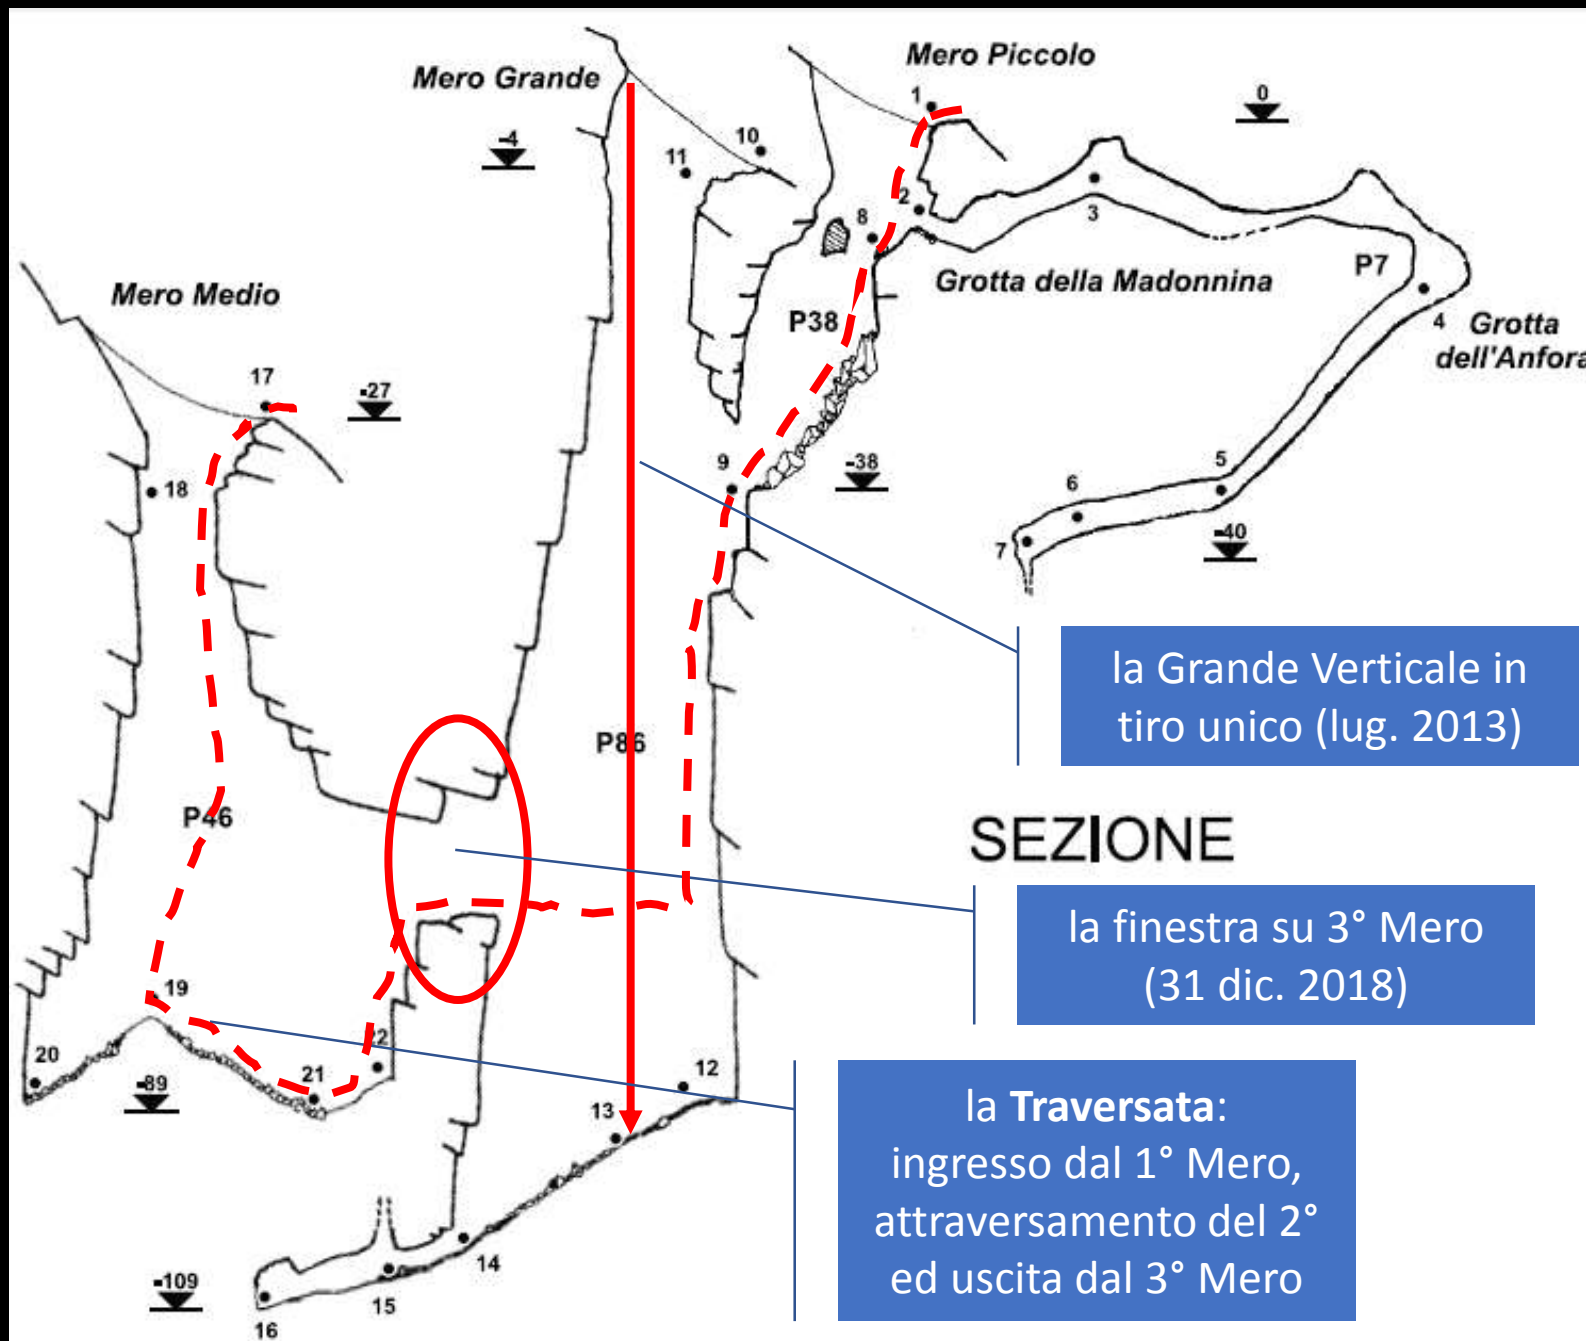 Mero Piccolo
Mero Grande
1
0
-4
10
11
2
3
8
P7
Grotta della Madonnina
Mero Medio
P38
4
Grotta
dell'Anfora
17
-27
9
-38
18
5
6
7
-40
la Grande Verticale in
tiro unico (lug. 2013)
P86
P46
SEZIONE
la finestra su 3° Mero
(31 dic. 2018)
19
22
20
21
-89
12
13
la Traversata:
ingresso dal 1° Mero,
attraversamento del 2°
ed uscita dal 3° Mero
14
-109
15
16